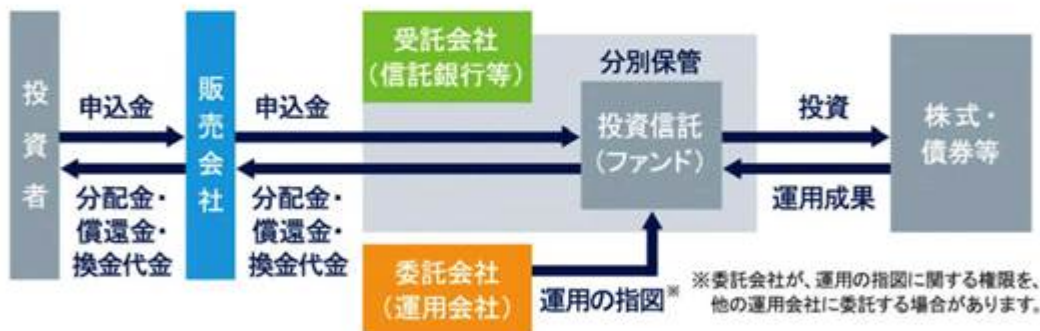 投資者
申込金
分配金・
償還金・
換金代金
販売会社
申込金
分配金・
償還金・
換金代金
受託会社
（信託銀行等）
分別保管
投資信託
（ファンド）
委託会社
（運用会社）
運用の指図※
投資
運用成果
株式・
債券等
※委託会社が、運用の指図に関する権限を、
他の運用会社に委託する場合があります。